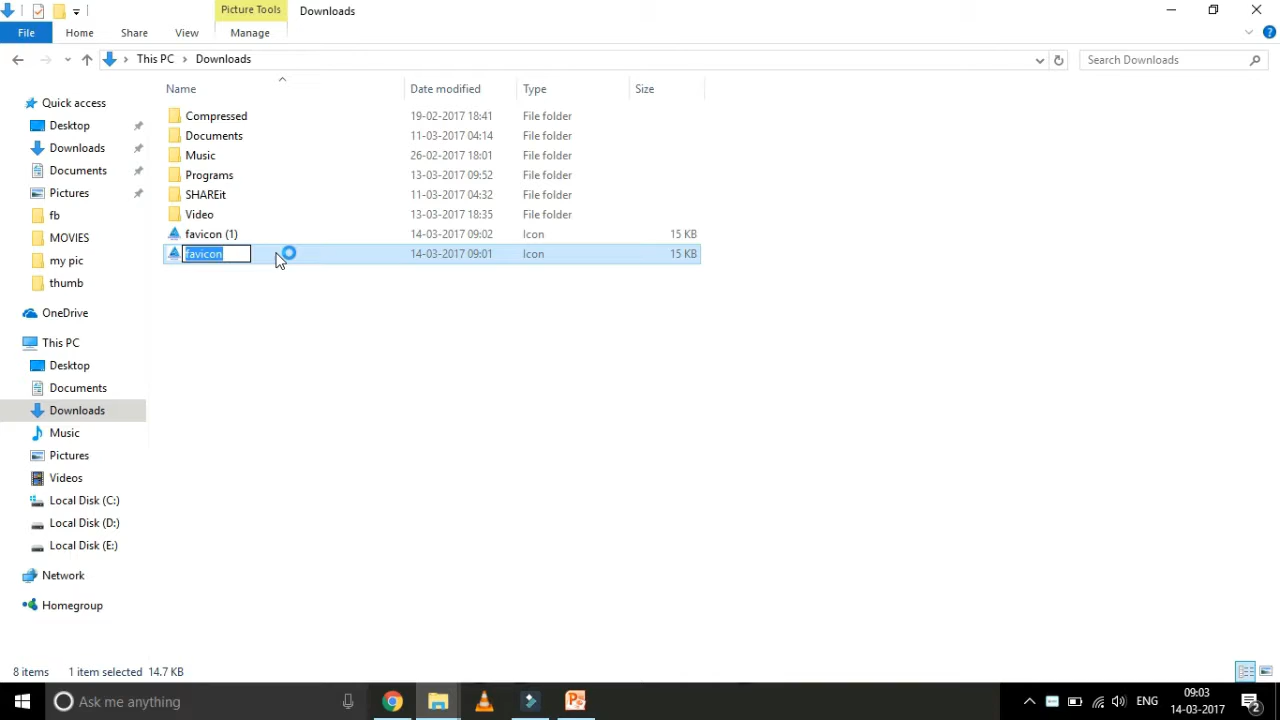 Picture Tools
Downloads
File
Home
Share
View
Manage
This PC
Downloads
Search Downloads
Name
Date modified
Type
Size
Quick access
Desktop
Downloads
Documents
Pictures
fb
MOVIES
my pic
thumb
OneDrive
This PC
Desktop
Documents
Downloads
Music
Pictures
Videos
Local Disk (C:)
Local Disk (D:)
Local Disk (E:)
Network
Homegroup
Compressed 19-02-2017 18:41 File folder
Documents 11-03-2017 04:14 File folder
Music 26-02-2017 18:01 File folder
Programs 13-03-2017 09:52 File folder
SHAREit 11-03-2017 04:32 File folder
Video 13-03-2017 18:35 File folder
favicon (1) 14-03-2017 09:02 Icon 15 KB
favicon 14-03-2017 09:01 Icon 15 KB
8 items
1 item selected 14.7 KB
Ask me anything
ENG
09:03
14-03-2017
2